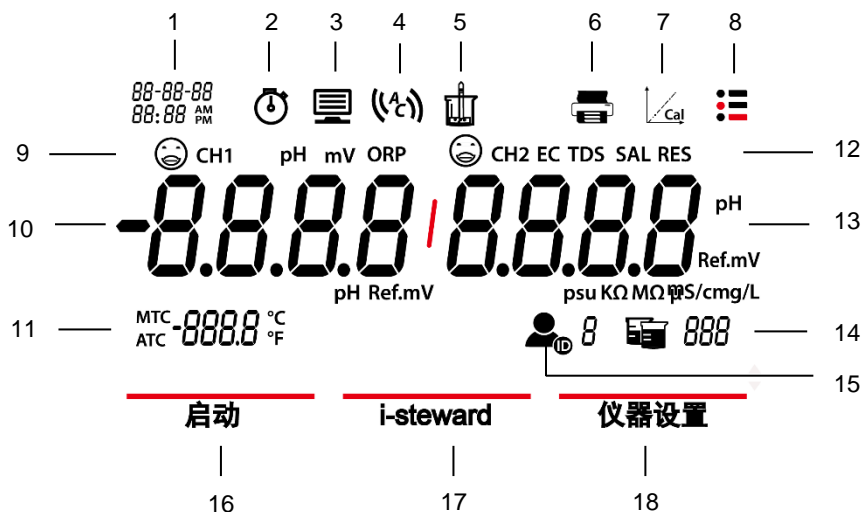 1 2 3 4 5 6 7 8
88-88-88
88:88 AM PM
(A/C)
Cal
9 CH1 pH mV ORP CH2 EC TDS SAL RES 12
10 -8.8.8.8 / 8.8.8.8 pH 13
Ref.mV
pH Ref.mV psu KΩ MΩ µmS/cmg/L
11 MTC ATC -888.8 °C °F ID 8 888 14
15
启动 i-steward 仪器设置
16 17 18